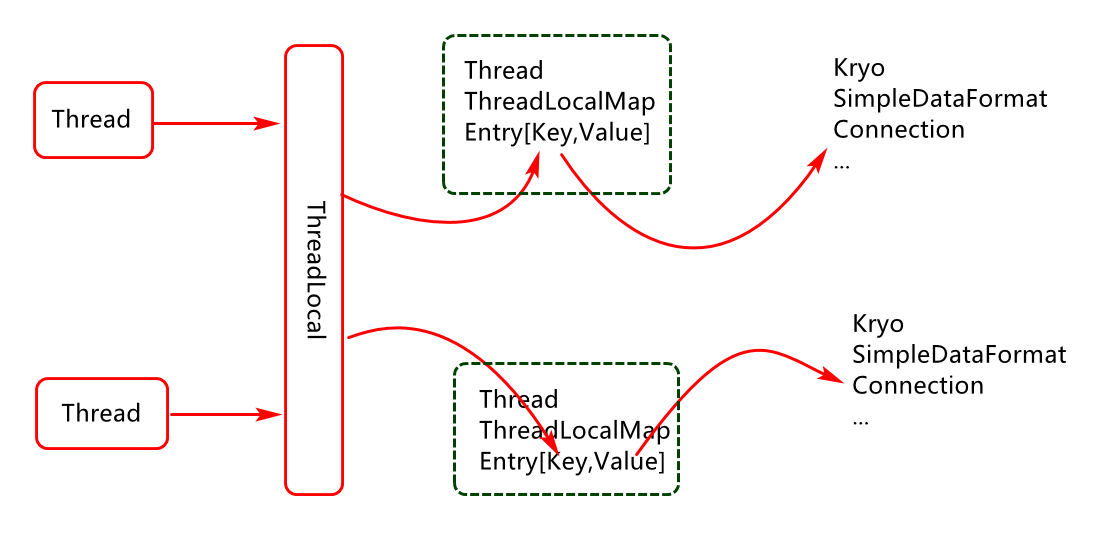 Thread
ThreadLocal
Thread
ThreadLocalMap
Entry[Key,Value]
Kryo
SimpleDataFormat
Connection
...
Thread
Thread
ThreadLocalMap
Entry[Key,Value]
Kryo
SimpleDataFormat
Connection
...